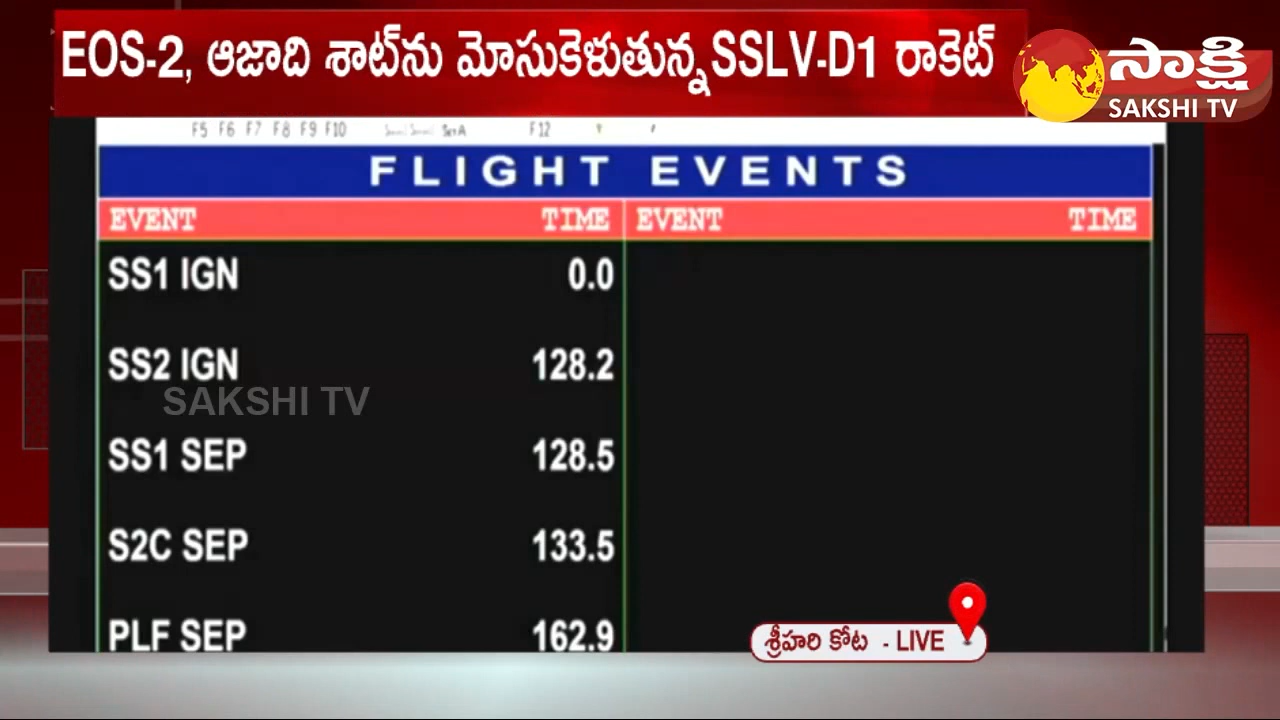 EOS-2, ఆజాది శాట్‌ను మోసుకెళుతున్న SSLV-D1 రాకెట్
సాక్షి
SAKSHI TV
F5 F6 F7 F8 F9 F10 SetA F12
FLIGHT EVENTS
EVENT TIME EVENT TIME
SS1 IGN 0.0
SS2 IGN 128.2
SAKSHI TV
SS1 SEP 128.5
S2C SEP 133.5
PLF SEP 162.9
శ్రీహరి కోట - LIVE